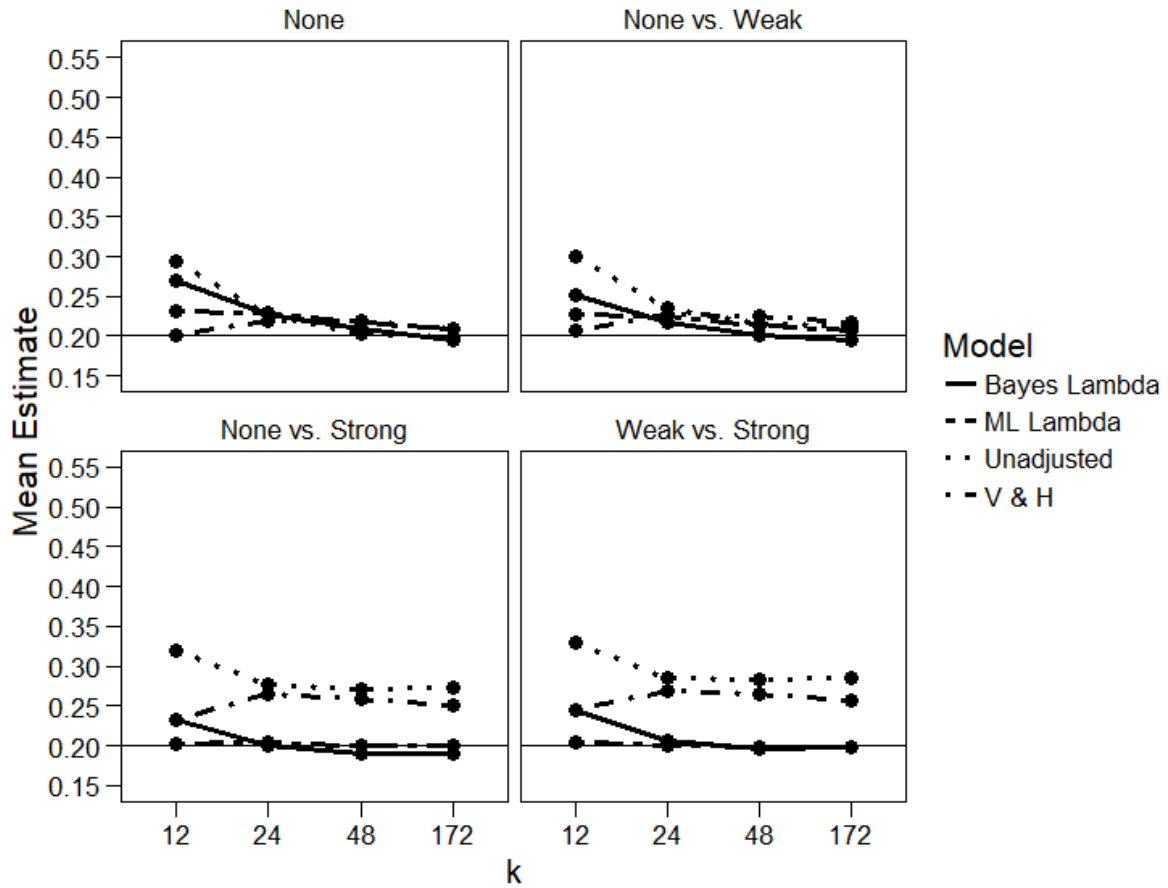 None
None vs. Weak
0.55
0.50
0.45
0.40
0.35
0.30
0.25
0.20
0.15
None vs. Strong
Weak vs. Strong
0.55
0.50
0.45
0.40
0.35
0.30
0.25
0.20
0.15
Mean Estimate
12 24 48 172
12 24 48 172
k
Model
Bayes Lambda
ML Lambda
Unadjusted
V & H